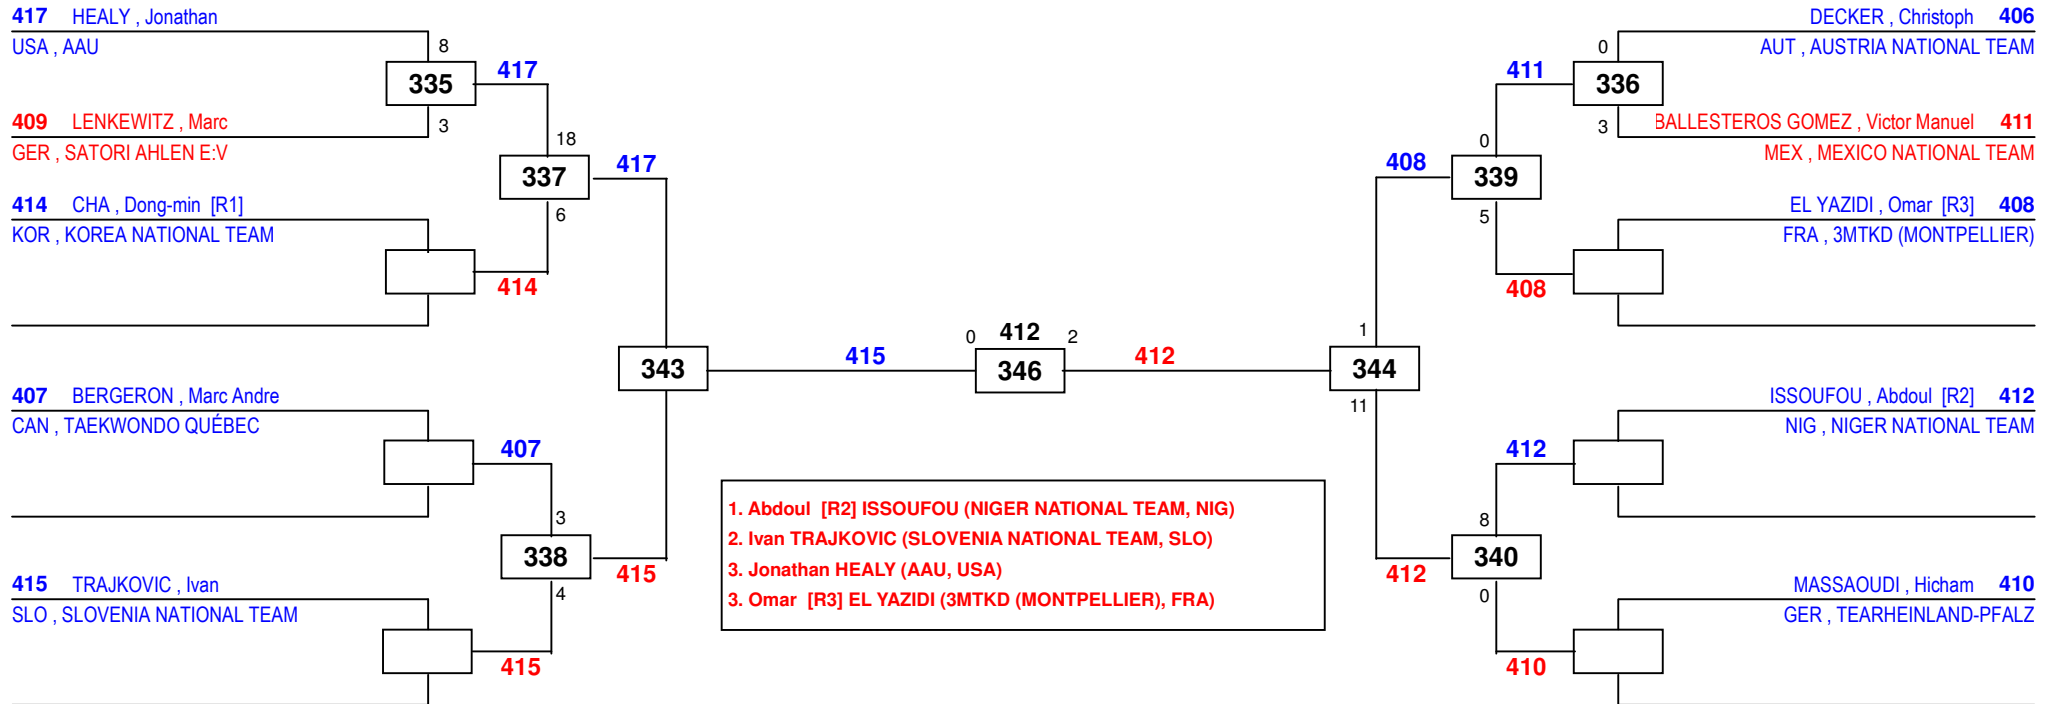 417 HEALY , Jonathan
USA , AAU
8
335
417
409 LENKEWITZ , Marc
3
GER , SATORI AHLEN E:V
18
337
417
414 CHA , Dong-min [R1]
6
KOR , KOREA NATIONAL TEAM
414
343
407 BERGERON , Marc Andre
CAN , TAEKWONDO QUÉBEC
407
3
338
415
415 TRAJKOVIC , Ivan
4
SLO , SLOVENIA NATIONAL TEAM
415
415
0 412 2
346
412
1. Abdoul [R2] ISSOUFOU (NIGER NATIONAL TEAM, NIG)
2. Ivan TRAJKOVIC (SLOVENIA NATIONAL TEAM, SLO)
3. Jonathan HEALY (AAU, USA)
3. Omar [R3] EL YAZIDI (3MTKD (MONTPELLIER), FRA)
DECKER , Christoph 406
0
AUT , AUSTRIA NATIONAL TEAM
411
336
3
BALLESTEROS GOMEZ , Victor Manuel 411
MEX , MEXICO NATIONAL TEAM
0
408
339
EL YAZIDI , Omar [R3] 408
5
FRA , 3MTKD (MONTPELLIER)
408
1
344
11
ISSOUFOU , Abdoul [R2] 412
NIG , NIGER NATIONAL TEAM
412
8
340
412
0
MASSAOUDI , Hicham 410
GER , TEARHEINLAND-PFALZ
410